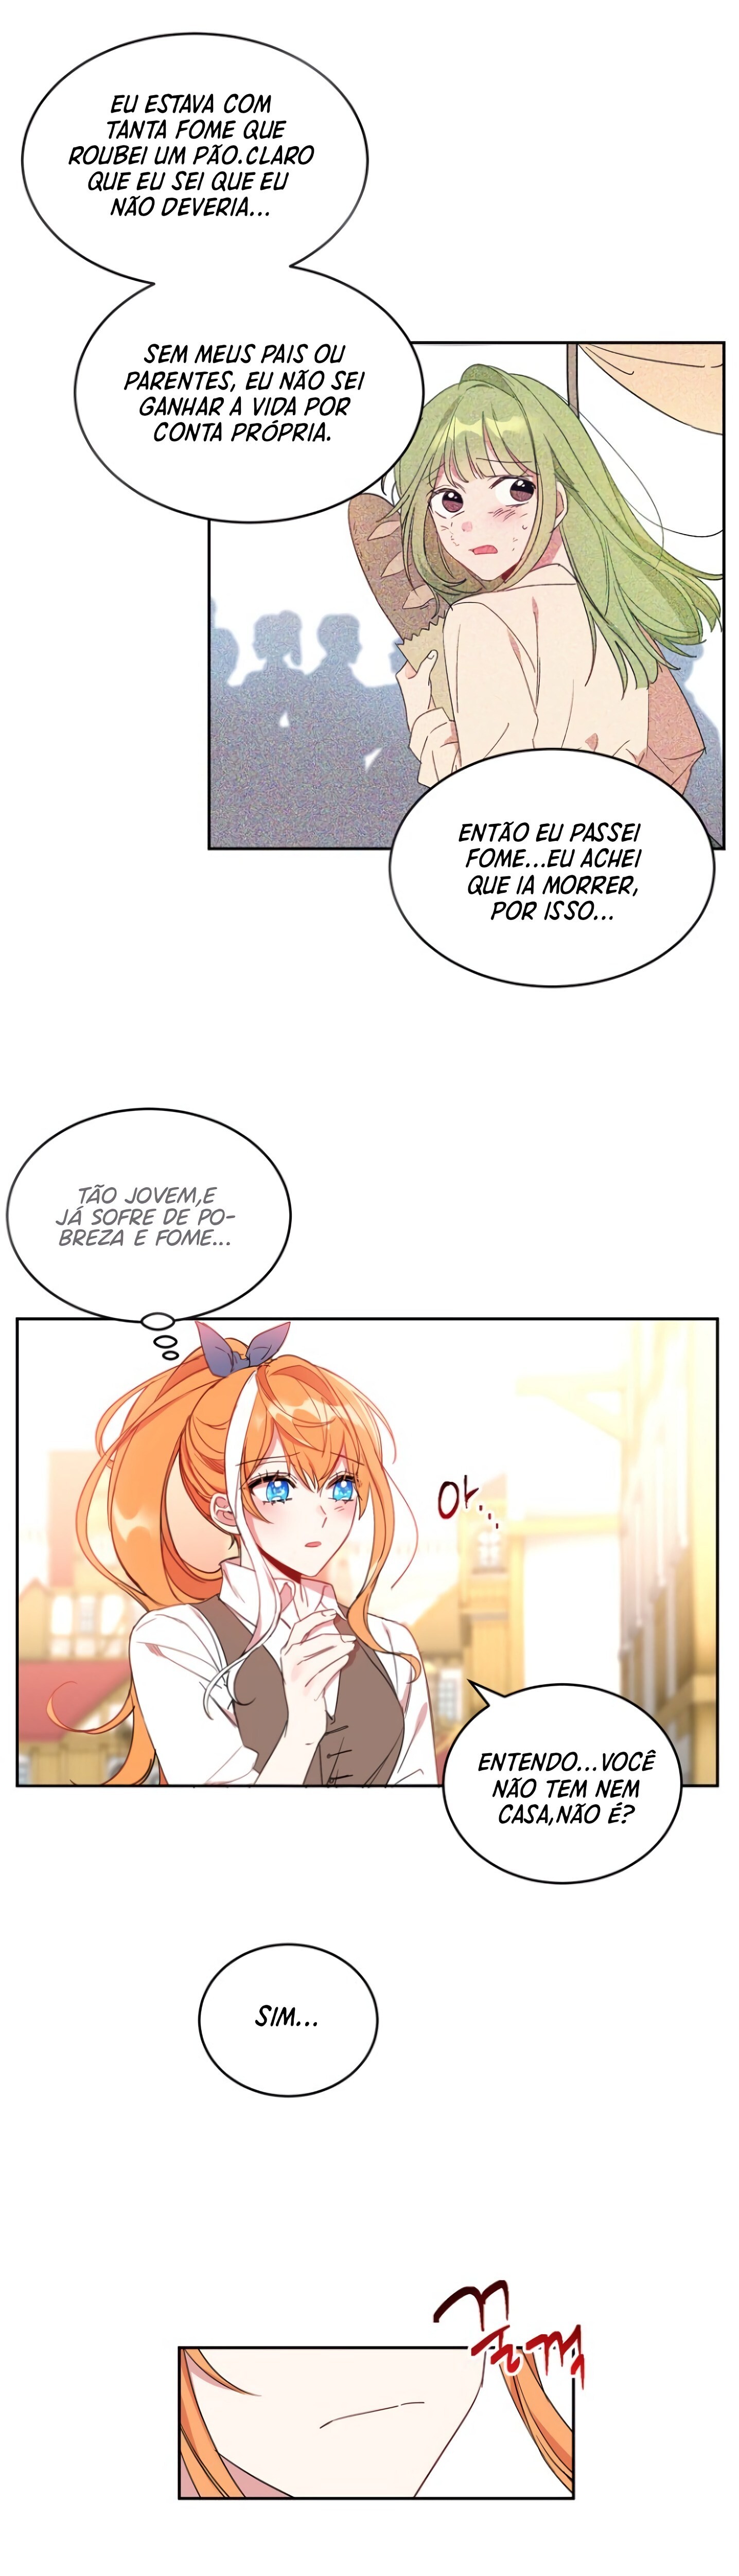 EU ESTAVA COM
TANTA FOME QUE
ROUBEI UM PÃO.CLARO
QUE EU SEI QUE EU
NÃO DEVERIA...
SEM MEUS PAIS OU
PARENTES, EU NÃO SEI
GANHAR A VIDA POR
CONTA PRÓPRIA.
ENTÃO EU PASSEI
FOME...EU ACHEI
QUE IA MORRER,
POR ISSO...
TÃO JOVEM,E
JÁ SOFRE DE PO-
BREZA E FOME...
ENTENDO...VOCÊ
NÃO TEM NEM
CASA,NÃO É?
SIM...